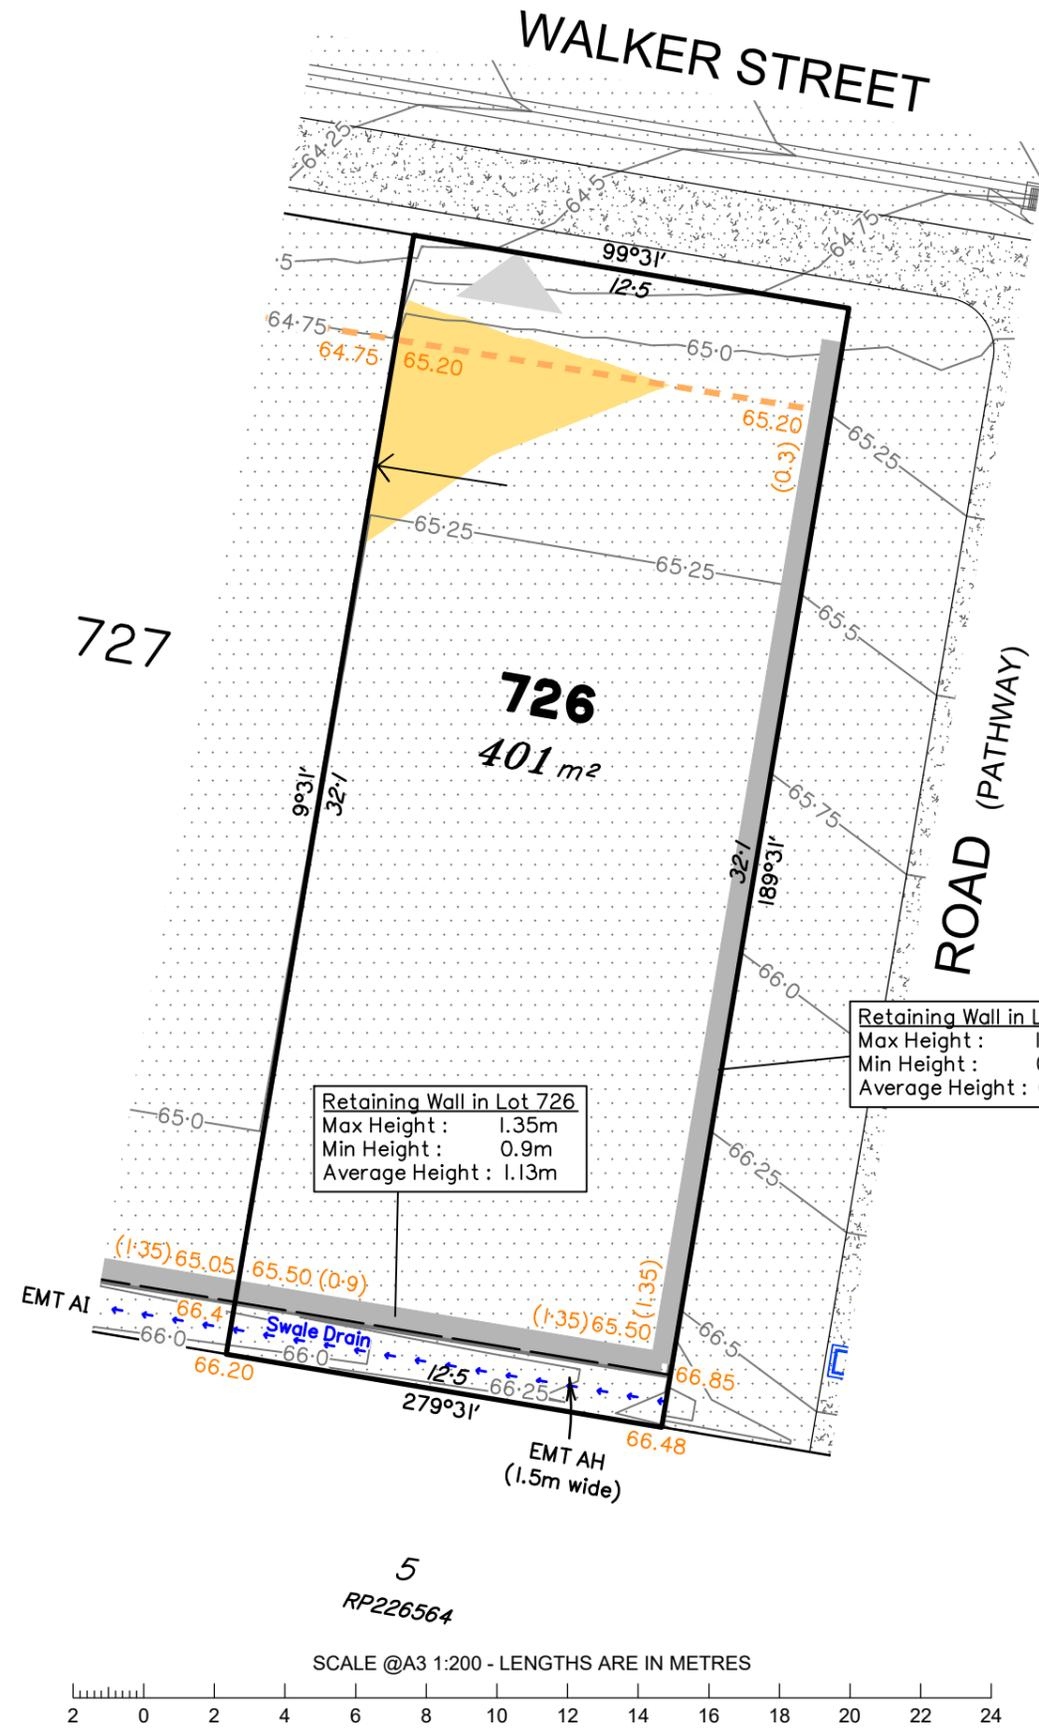 WALKER STREET
64·25
64·5
64·75
99°31'
12·5
·5
64·75
64.75
65.20
65·0
65.20
(0.3)
65·25
65·25
65·25
727
726
401 m²
65·5
9°31'
32·1
32·1
189°31'
65·75
ROAD (PATHWAY)
66·0
Retaining Wall in L
Max Height :
Min Height :
Average Height :
Retaining Wall in Lot 726
Max Height : 1.35m
Min Height : 0.9m
Average Height : 1.13m
65·0
66·25
(1·35) 65.05
65.50 (0·9)
(1·35) 65.50
(1.35)
EMT AI
66.4
Swale Drain
66·0
66·0
66.20
12·5
66·25
279°31'
66·5
66.85
66.48
EMT AH
(1.5m wide)
5
RP226564
SCALE @A3 1:200 - LENGTHS ARE IN METRES
2 0 2 4 6 8 10 12 14 16 18 20 22 24